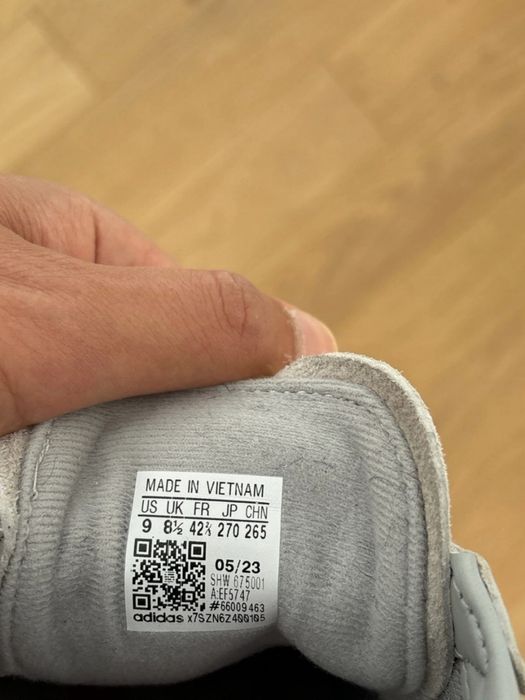 MADE IN VIETNAM
US UK FR JP CHN
9 8½ 42⅔ 270 265
05/23
SHW 675001
A:EF5747
#66009463
adidas x7SZN6Z400105